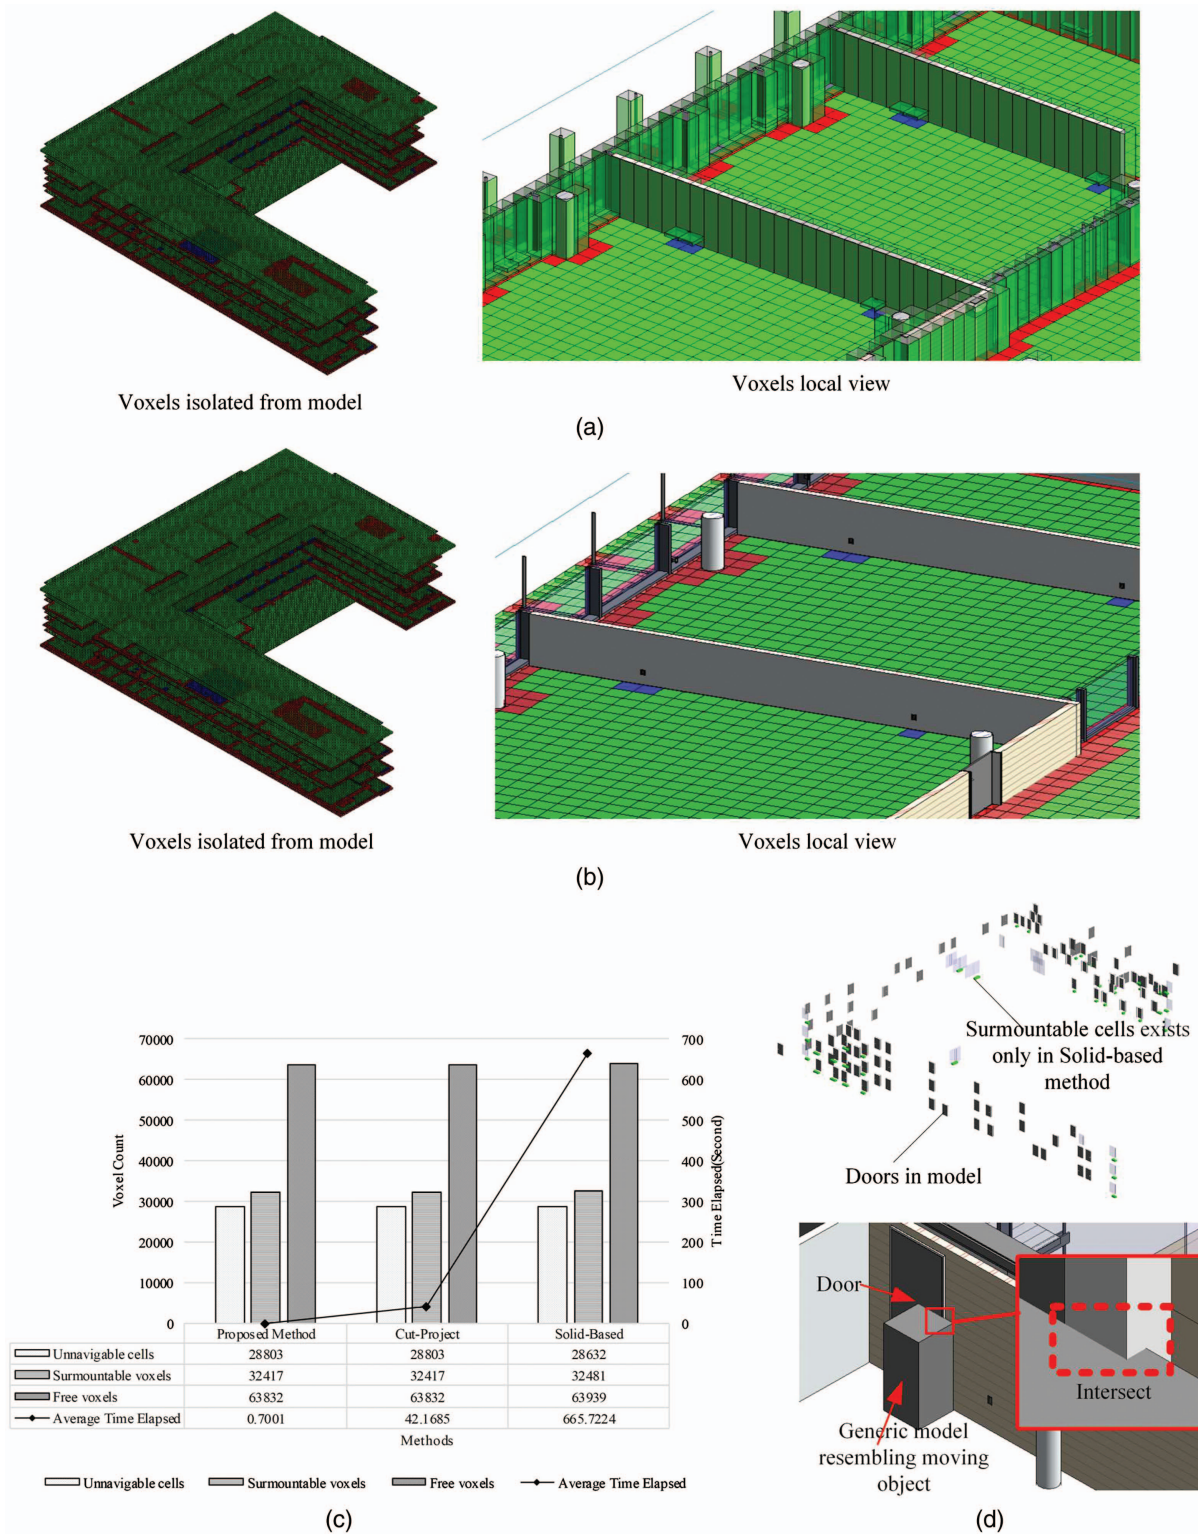 Voxels isolated from model
Voxels local view
(a)
Voxels isolated from model
Voxels local view
(b)
70000
60000
50000
40000
30000
20000
10000
0
Voxel Count
700
600
500
400
300
200
100
0
Time Elapsed(Second)
Proposed Method Cut-Project Solid-Based
Unnavigable cells 28803 28803 28632
Surmountable voxels 32417 32417 32481
Free voxels 63832 63832 63939
Average Time Elapsed 0.7001 42.1685 665.7224
Methods
Unnavigable cells Surmountable voxels Free voxels Average Time Elapsed
(c)
Surmountable cells exists
only in Solid-based
method
Doors in model
Door
Intersect
Generic model
resembling moving
object
(d)